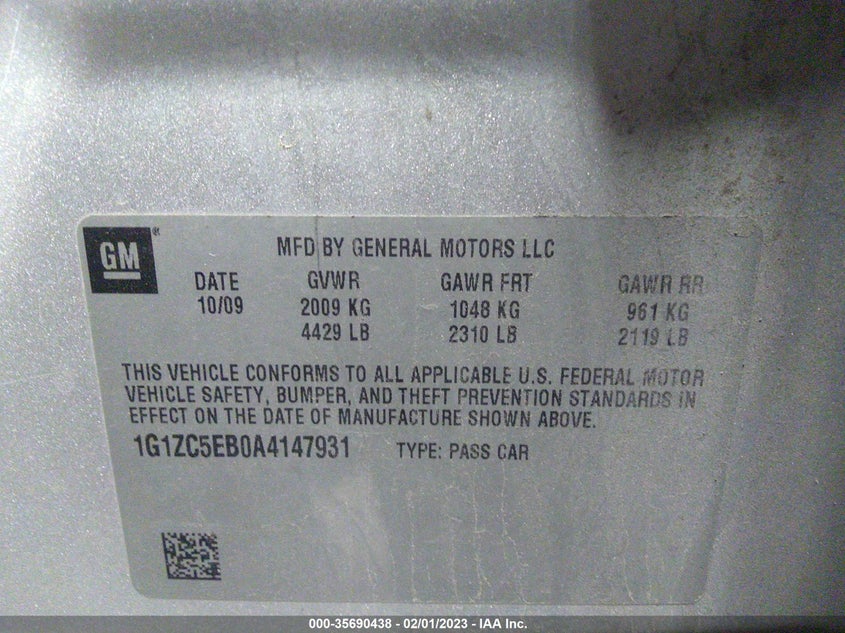 GM®
MFD BY GENERAL MOTORS LLC
DATE GVWR GAWR FRT GAWR RR
10/09 2009 KG 1048 KG 961 KG
4429 LB 2310 LB 2119 LB
THIS VEHICLE CONFORMS TO ALL APPLICABLE U.S. FEDERAL MOTOR
VEHICLE SAFETY, BUMPER, AND THEFT PREVENTION STANDARDS IN
EFFECT ON THE DATE OF MANUFACTURE SHOWN ABOVE.
1G1ZC5EB0A4147931 TYPE: PASS CAR
000-35690438 - 02/01/2023 - IAA Inc.